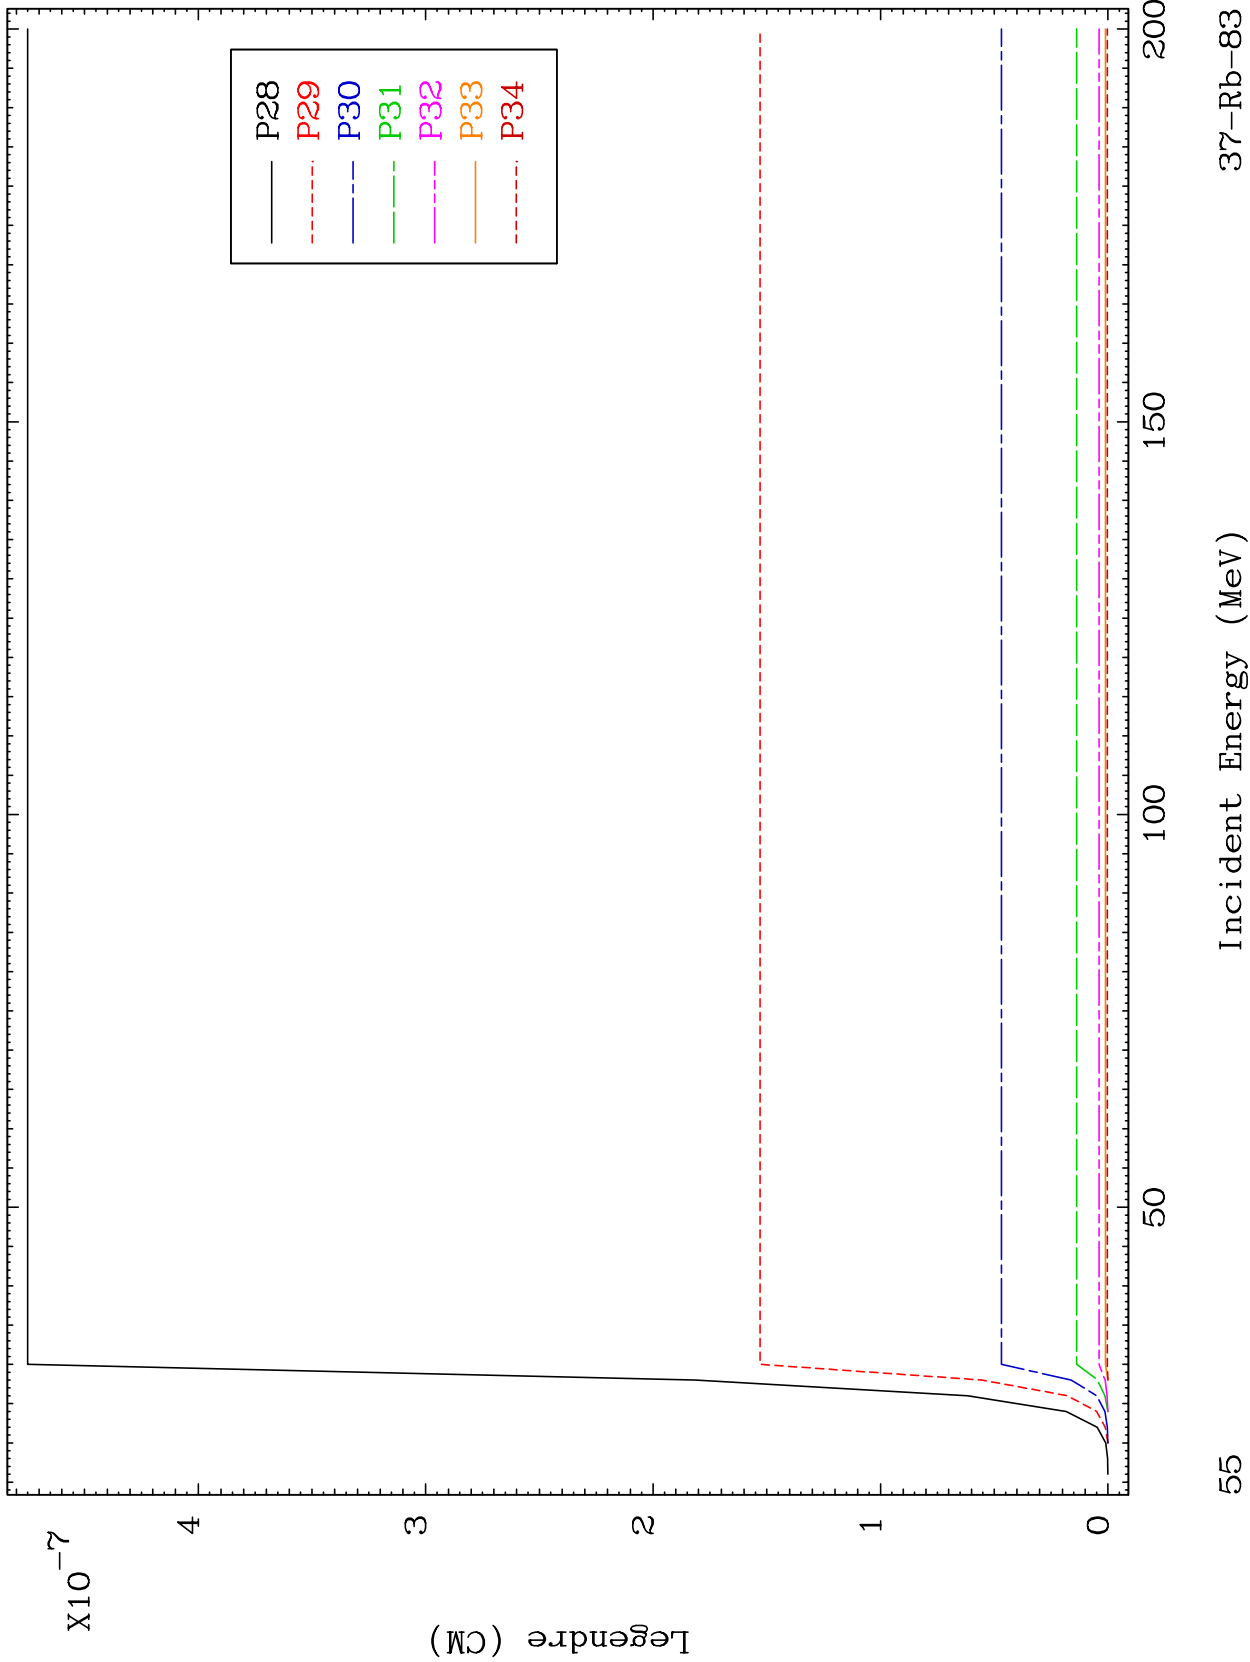 X10-7
4
3
2
1
0
Legendre (CM)
P28
P29
P30
P31
P32
P33
P34
50
100
150
200
Incident Energy (MeV)
55
37-Rb-83